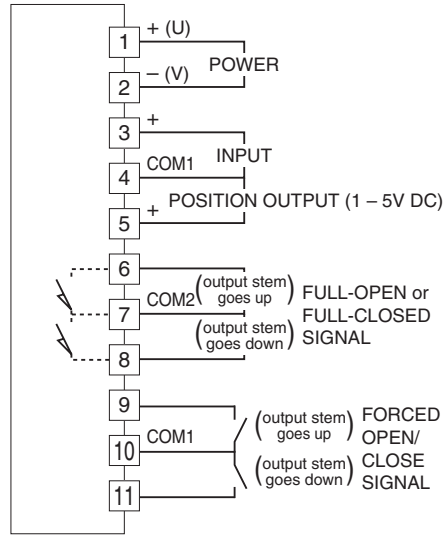 1 + (U)
POWER
2 – (V)
3 +
INPUT
4 COM1
POSITION OUTPUT (1 – 5V DC)
5 +
6
(output stem goes up)
FULL-OPEN or
7 COM2
FULL-CLOSED
(output stem goes down)
SIGNAL
8
9
(output stem goes up)
FORCED
OPEN/
10 COM1
CLOSE
(output stem goes down)
SIGNAL
11